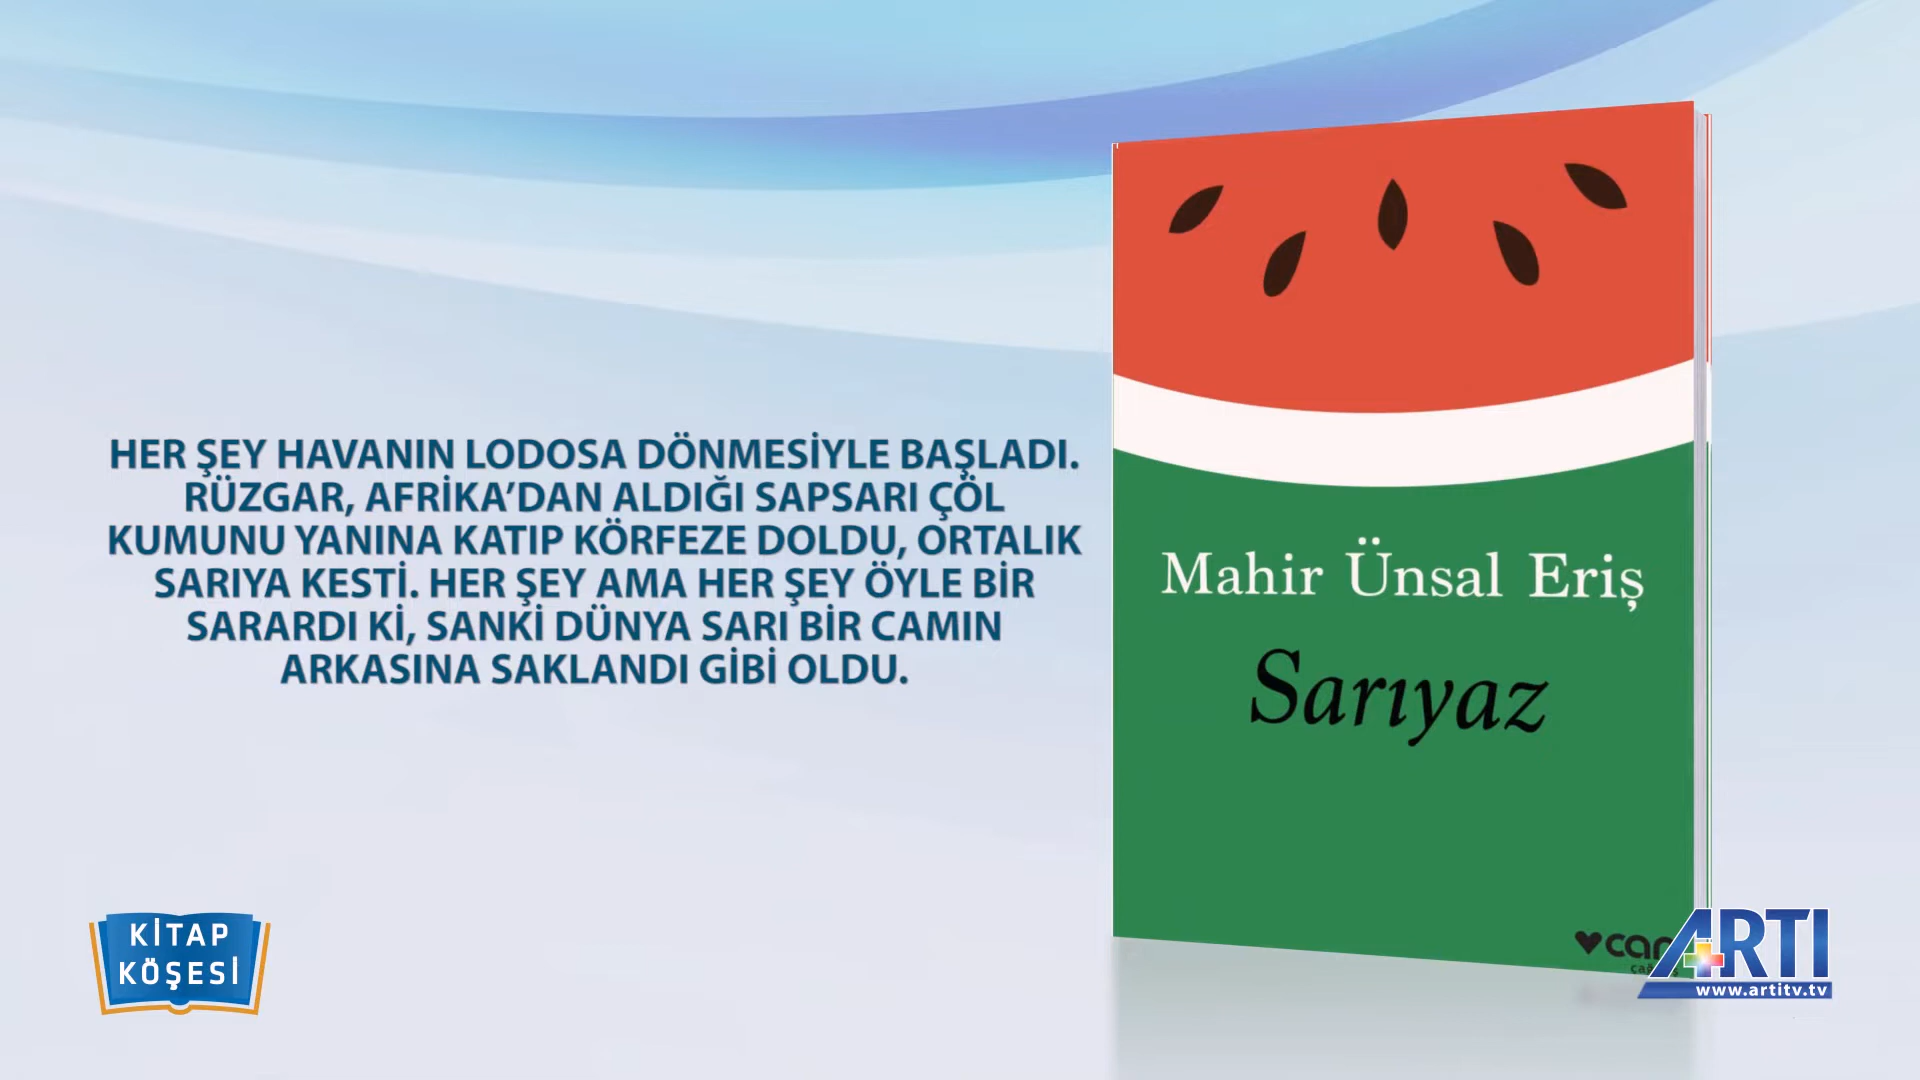 HER ŞEY HAVANIN LODOSA DÖNMESİYLE BAŞLADI.
RÜZGAR, AFRİKA’DAN ALDIĞI SAPSARI ÇÖL
KUMUNU YANINA KATIP KÖRFEZE DOLDU, ORTALIK
SARIYA KESTİ. HER ŞEY AMA HER ŞEY ÖYLE BİR
SARARDI Kİ, SANKİ DÜNYA SARI BİR CAMIN
ARKASINA SAKLANDI GİBİ OLDU.
Mahir Ünsal Eriş
Sarıyaz
KİTAP
KÖŞESİ
ARTI
www.artitv.tv